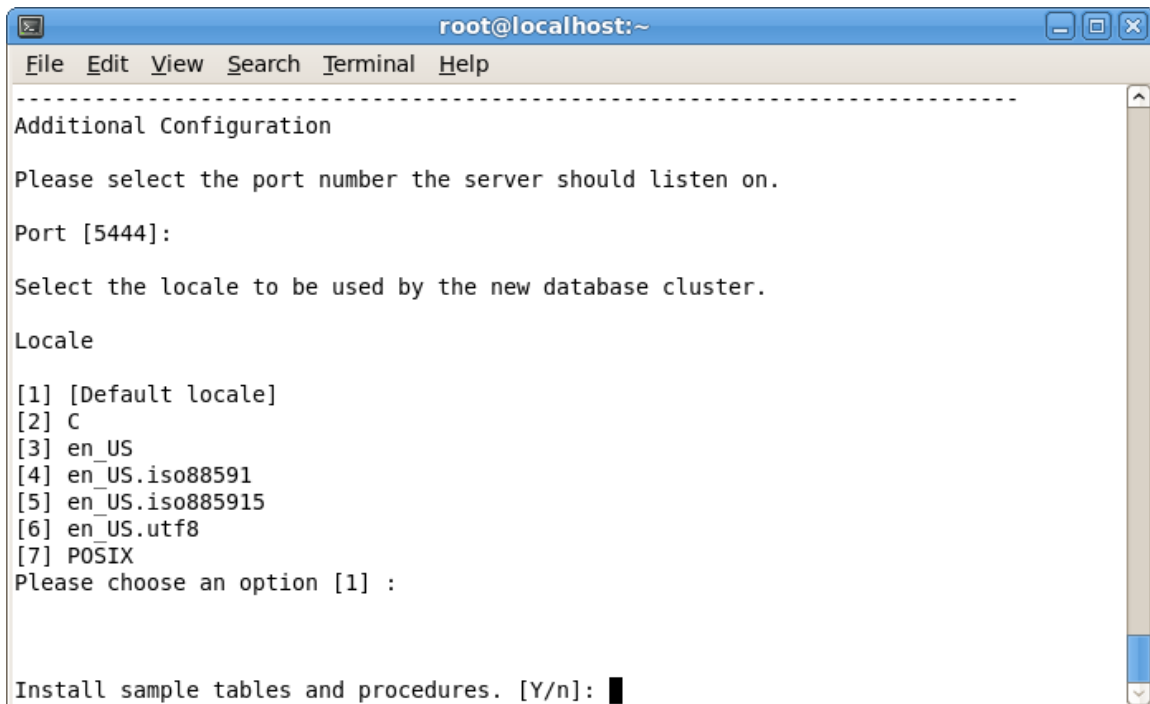 root@localhost:~
File Edit View Search Terminal Help
--------------------------------------------------------------------------------
Additional Configuration
Please select the port number the server should listen on.
Port [5444]:
Select the locale to be used by the new database cluster.
Locale
[1] [Default locale]
[2] C
[3] en_US
[4] en_US.iso88591
[5] en_US.iso885915
[6] en_US.utf8
[7] POSIX
Please choose an option [1] :
Install sample tables and procedures. [Y/n]: